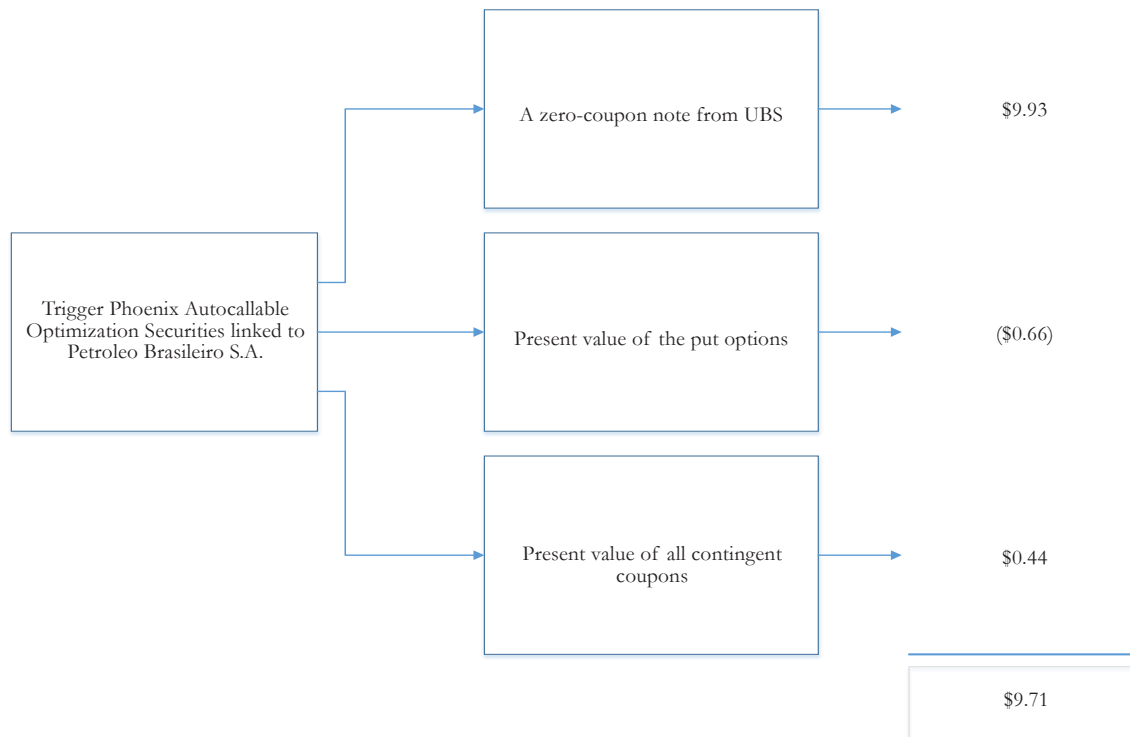 A zero-coupon note from UBS
$9.93
Trigger Phoenix Autocallable
Optimization Securities linked to
Petroleo Brasileiro S.A.
Present value of the put options
($0.66)
Present value of all contingent
coupons
$0.44
$9.71